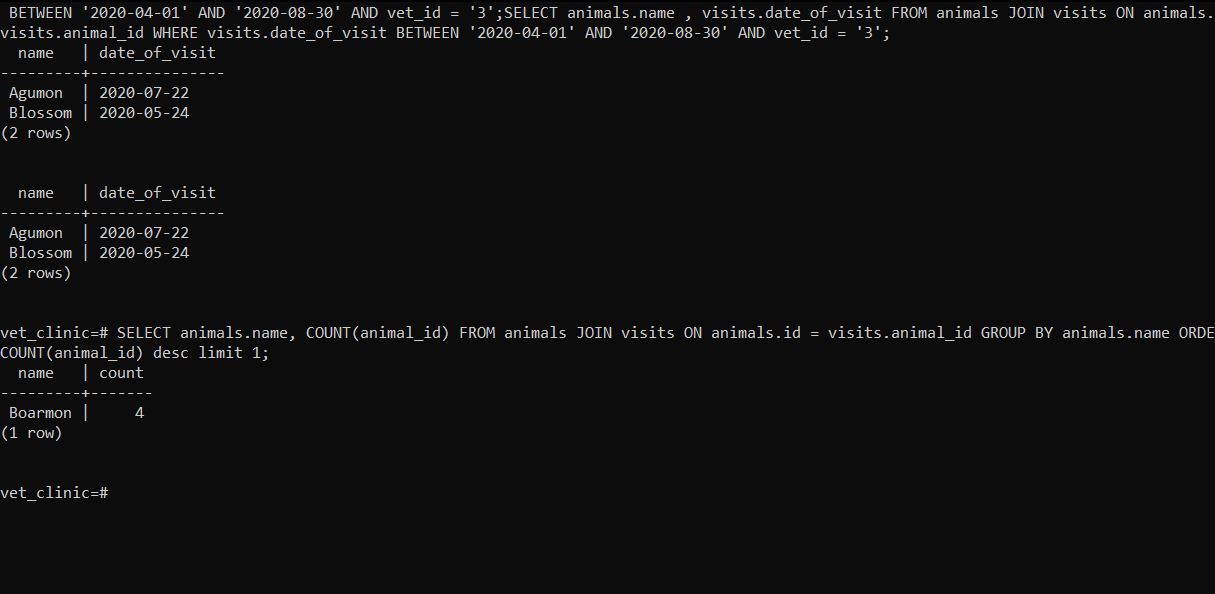 BETWEEN '2020-04-01' AND '2020-08-30' AND vet_id = '3';SELECT animals.name , visits.date_of_visit FROM animals JOIN visits ON animals.
visits.animal_id WHERE visits.date_of_visit BETWEEN '2020-04-01' AND '2020-08-30' AND vet_id = '3';
  name   | date_of_visit
---------+---------------
 Agumon  | 2020-07-22
 Blossom | 2020-05-24
(2 rows)
  name   | date_of_visit
---------+---------------
 Agumon  | 2020-07-22
 Blossom | 2020-05-24
(2 rows)
vet_clinic=# SELECT animals.name, COUNT(animal_id) FROM animals JOIN visits ON animals.id = visits.animal_id GROUP BY animals.name ORDE
COUNT(animal_id) desc limit 1;
  name   | count
---------+-------
 Boarmon |     4
(1 row)
vet_clinic=#